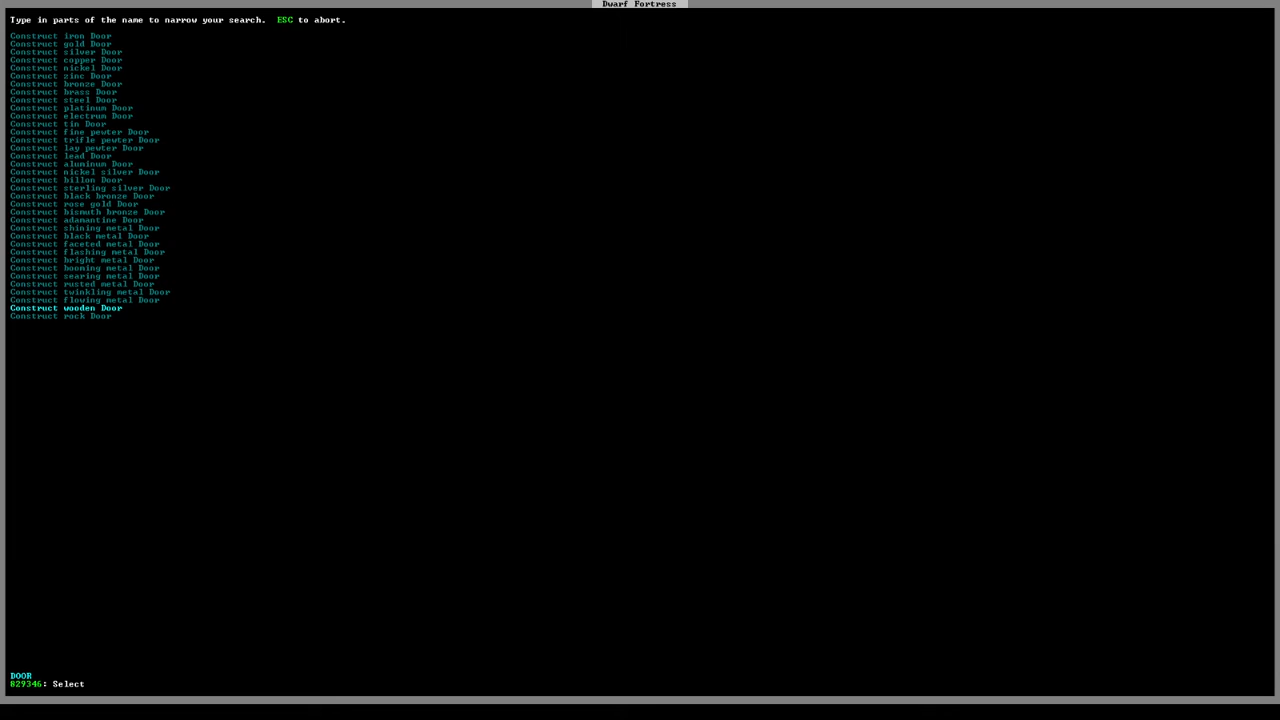 Dwarf Fortress
Type in parts of the name to narrow your search.  ESC to abort.
Construct iron Door
Construct gold Door
Construct silver Door
Construct copper Door
Construct nickel Door
Construct zinc Door
Construct bronze Door
Construct brass Door
Construct steel Door
Construct platinum Door
Construct electrum Door
Construct tin Door
Construct fine pewter Door
Construct trifle pewter Door
Construct lay pewter Door
Construct lead Door
Construct aluminum Door
Construct nickel silver Door
Construct billon Door
Construct sterling silver Door
Construct black bronze Door
Construct rose gold Door
Construct bismuth bronze Door
Construct adamantine Door
Construct shining metal Door
Construct black metal Door
Construct faceted metal Door
Construct flashing metal Door
Construct bright metal Door
Construct booming metal Door
Construct searing metal Door
Construct rusted metal Door
Construct twinkling metal Door
Construct flowing metal Door
Construct wooden Door
Construct rock Door
DOOR
829346: Select